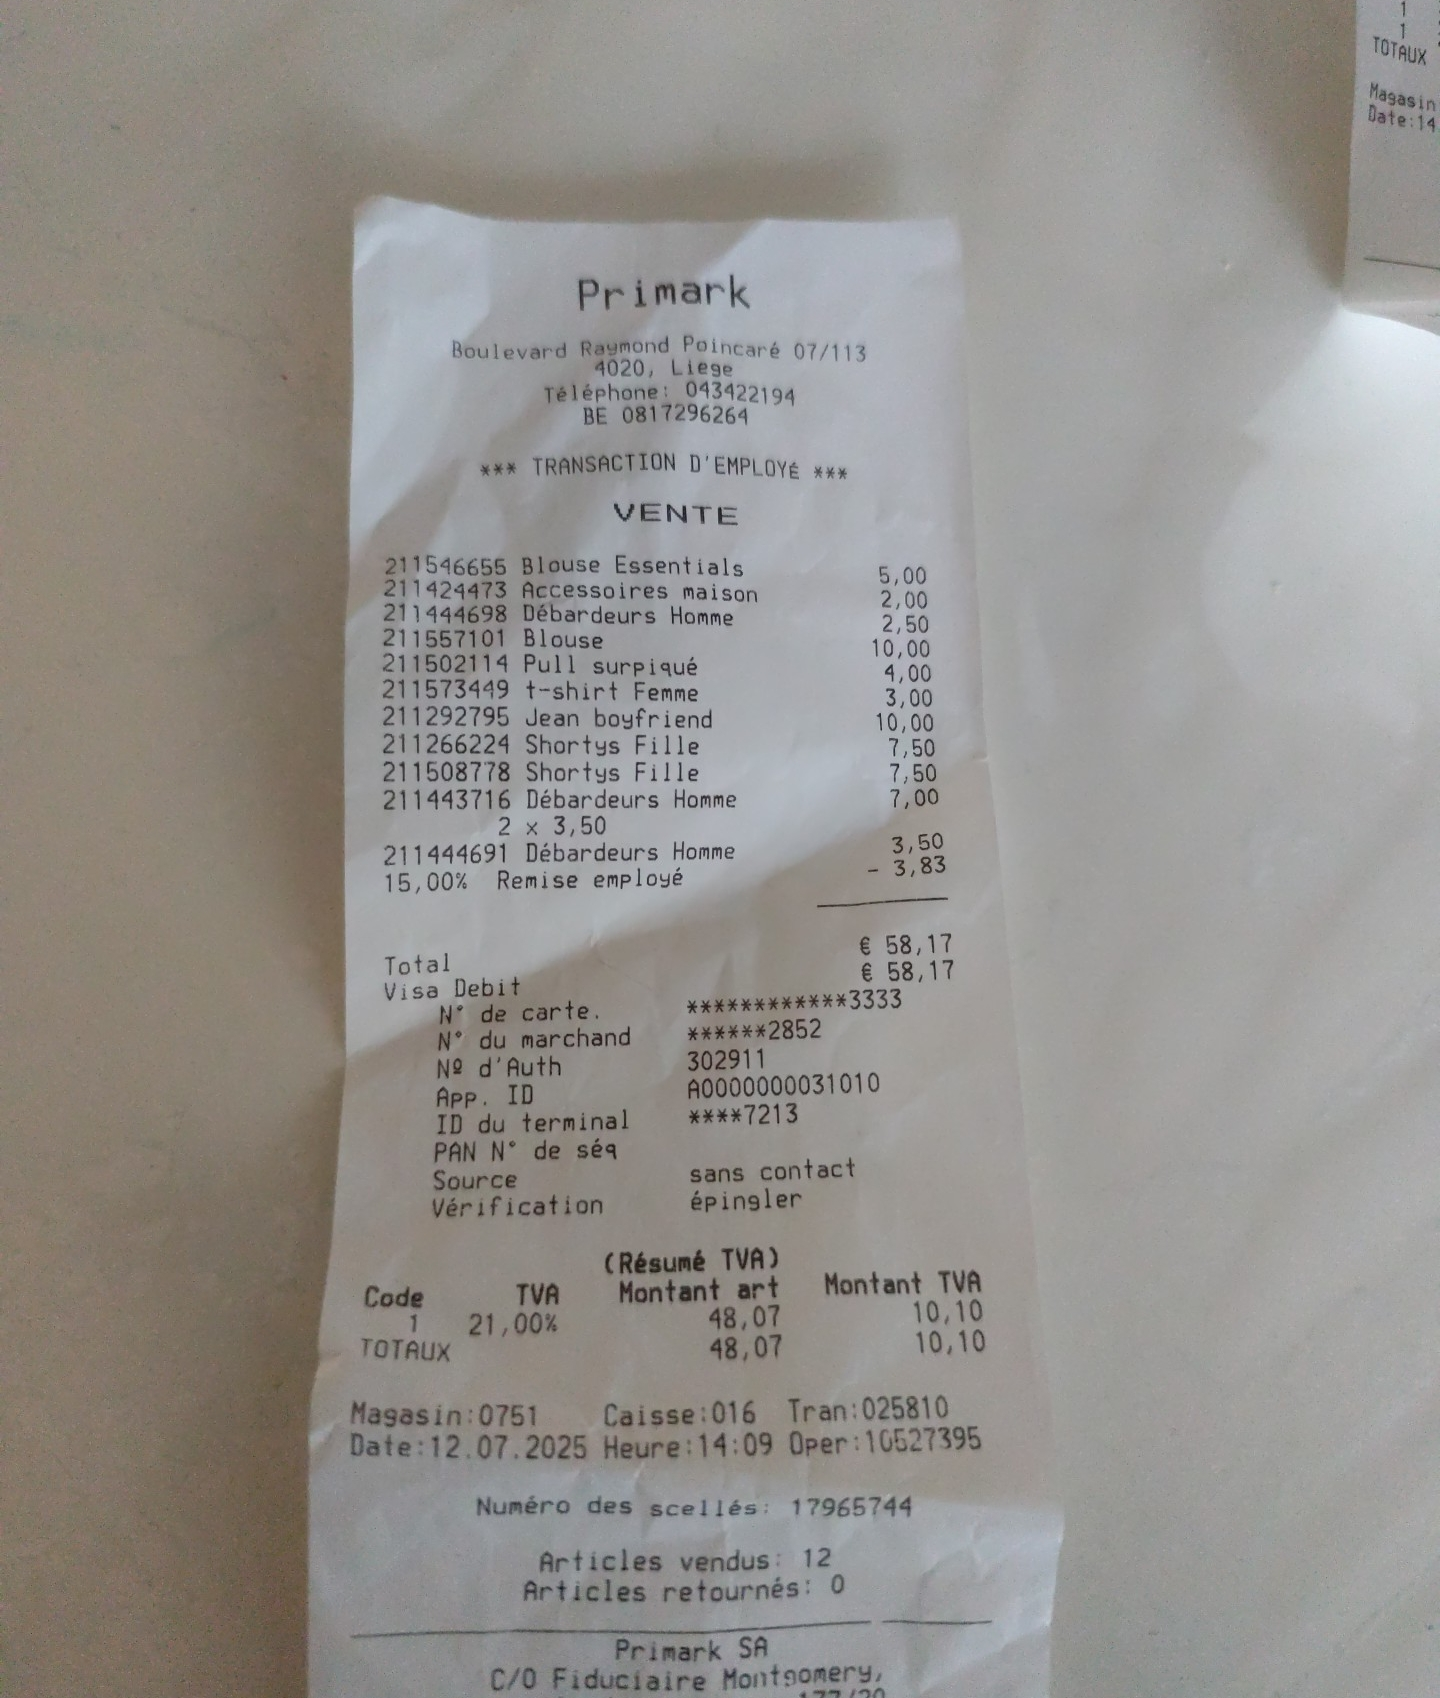 1
1
TOTAUX
Magasin
Date:14
Primark
Boulevard Raymond Poincaré 07/113
4020, Liege
Téléphone: 043422194
BE 0817296264
*** TRANSACTION D'EMPLOYÉ ***
VENTE
211546655 Blouse Essentials 5,00
211424473 Accessoires maison 2,00
211444698 Débardeurs Homme 2,50
211557101 Blouse 10,00
211502114 Pull surpiqué 4,00
211573449 t-shirt Femme 3,00
211292795 Jean boyfriend 10,00
211266224 Shortys Fille 7,50
211508778 Shortys Fille 7,50
211443716 Débardeurs Homme 7,00
2 x 3,50
211444691 Débardeurs Homme 3,50
15,00% Remise employé - 3,83
Total € 58,17
Visa Debit € 58,17
N° de carte. ************3333
N° du marchand ******2852
Nº d'Auth 302911
App. ID A0000000031010
ID du terminal ****7213
PAN N° de séq
Source sans contact
Vérification épingler
(Résumé TVA)
Code TVA Montant art Montant TVA
1 21,00% 48,07 10,10
TOTAUX 48,07 10,10
Magasin:0751 Caisse:016 Tran:025810
Date:12.07.2025 Heure:14:09 Oper:10527395
Numéro des scellés: 17965744
Articles vendus: 12
Articles retournés: 0
Primark SA
C/O Fiduciaire Montgomery,